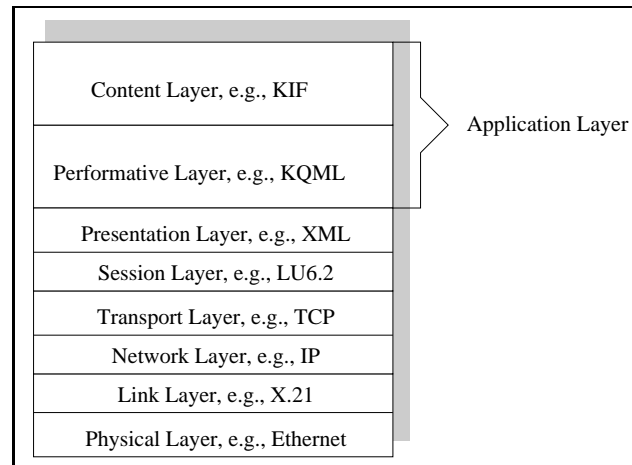 Content Layer, e.g., KIF
Application Layer
Performative Layer, e.g., KQML
Presentation Layer, e.g., XML
Session Layer, e.g., LU6.2
Transport Layer, e.g., TCP
Network Layer, e.g., IP
Link Layer, e.g., X.21
Physical Layer, e.g., Ethernet